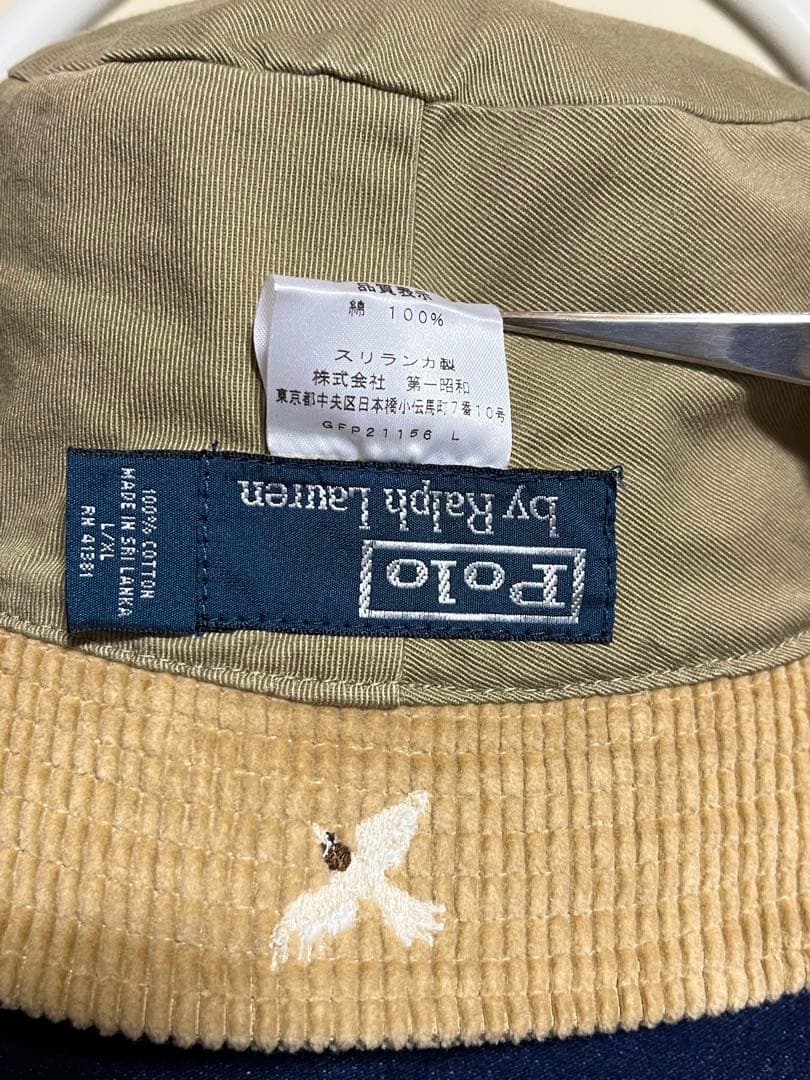 品質表示
綿 100%
スリランカ製
株式会社 第一昭和
東京都中央区日本橋小伝馬町7番10号
GFP21156 L
Polo
by Ralph Lauren
100% COTTON
L/XL
MADE IN SRI LANKA
RN 41381